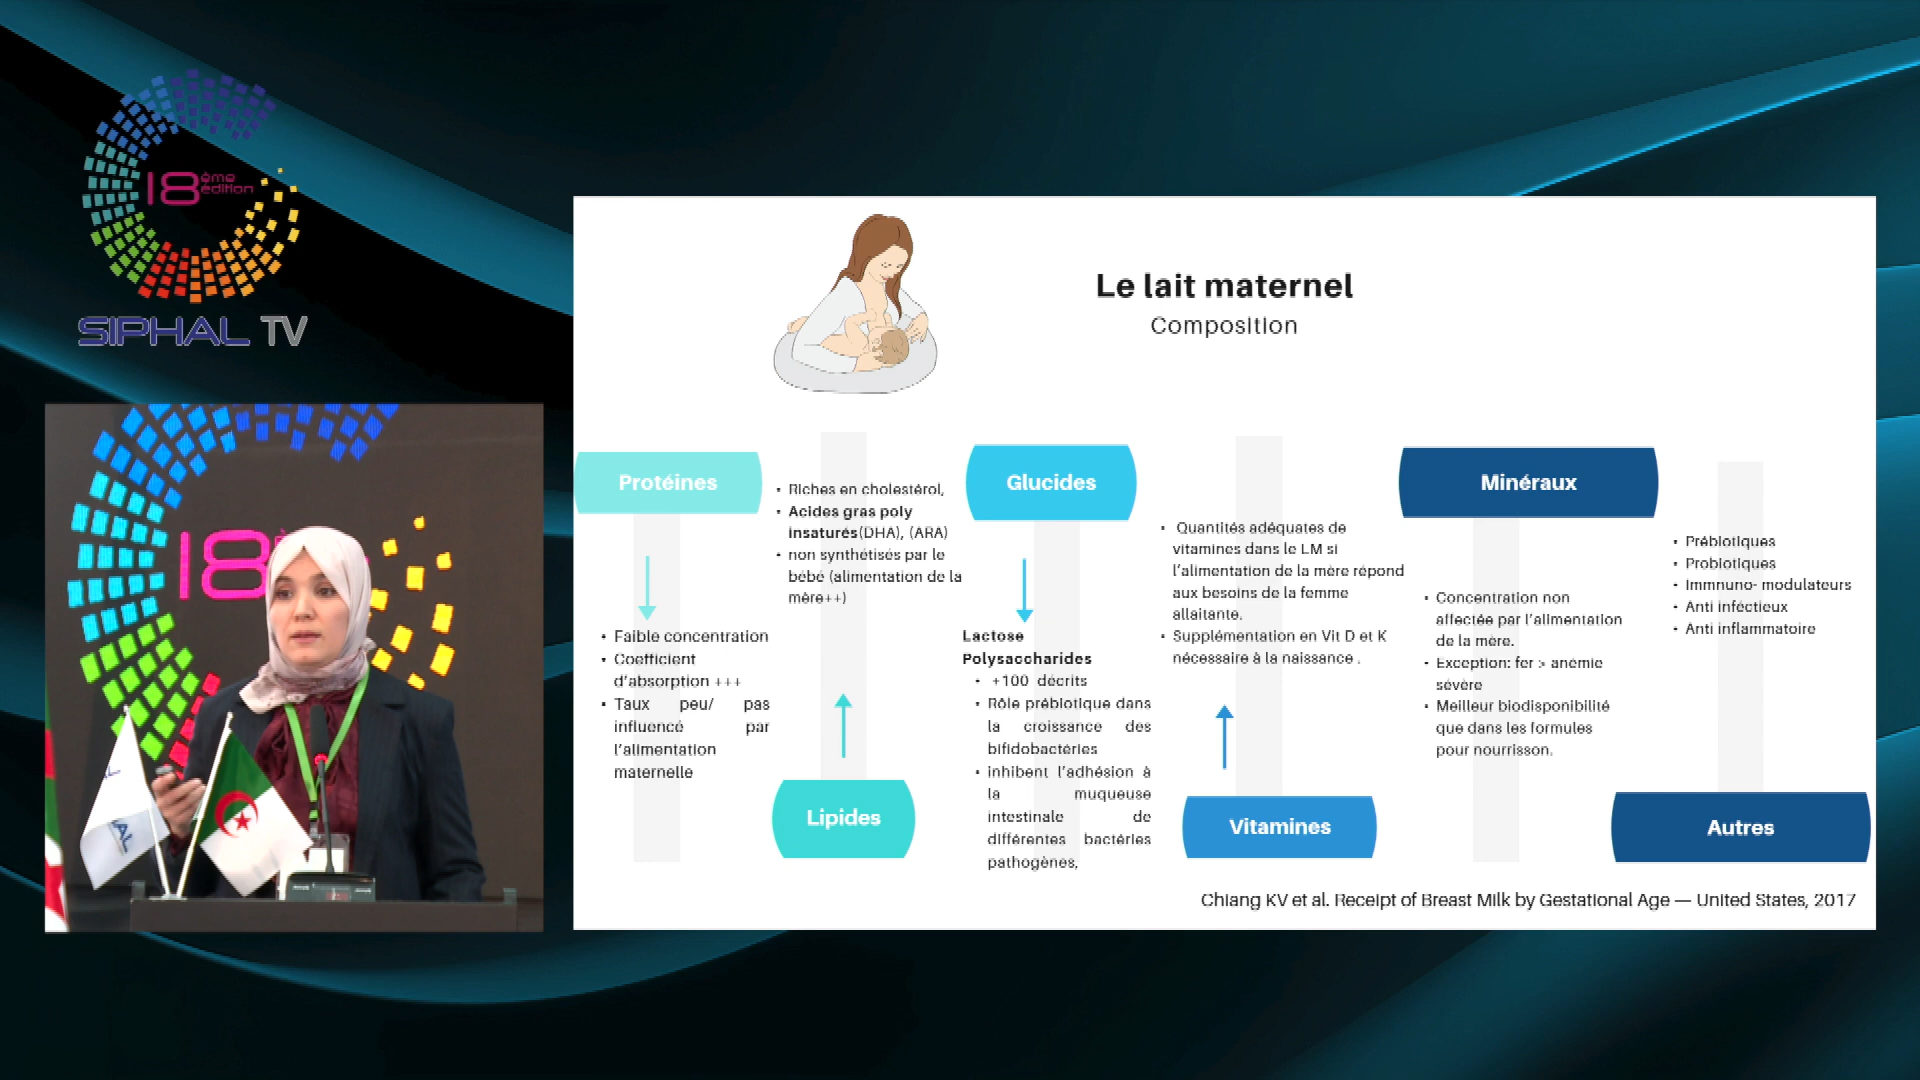 18 ème édition
SIPHAL TV
18
Le lait maternel
Composition
Protéines
• Faible concentration
• Coefficient
d'absorption +++
• Taux peu/ pas
influencé par
l'alimentation
maternelle
• Riches en cholestérol,
• Acides gras poly
insaturés(DHA), (ARA)
• non synthétisés par le
bébé (alimentation de la
mère++)
Lipides
Glucides
Lactose
Polysaccharides
• +100 décrits
• Rôle prébiotique dans
la croissance des
bifidobactéries
• inhibent l'adhésion à
la muqueuse
intestinale de
différentes bactéries
pathogènes,
• Quantités adéquates de
vitamines dans le LM si
l'alimentation de la mère répond
aux besoins de la femme
allaitante.
• Supplémentation en Vit D et K
nécessaire à la naissance .
Vitamines
Minéraux
• Concentration non
affectée par l'alimentation
de la mère.
• Exception: fer > anémie
sévère
• Meilleur biodisponibilité
que dans les formules
pour nourrisson.
• Prébiotiques
• Probiotiques
• Immnuno- modulateurs
• Anti inféctieux
• Anti inflammatoire
Autres
Chiang KV et al. Receipt of Breast Milk by Gestational Age — United States, 2017